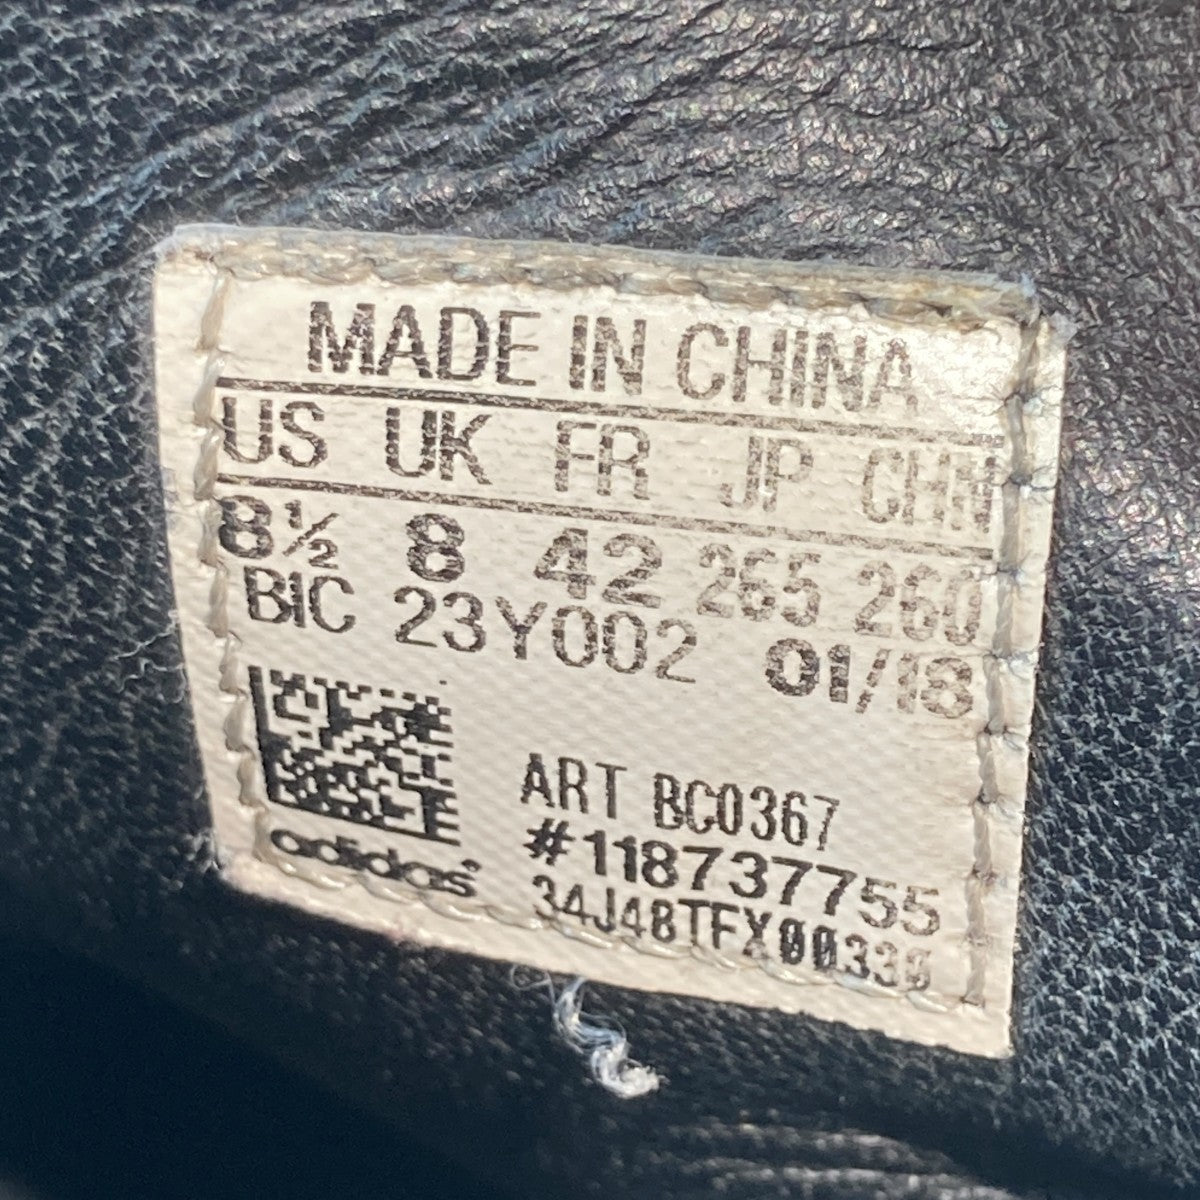 MADE IN CHINA
US UK FR JP CHN
8½ 8 42 265 260
BIC 23Y002 01/18
ART BC0367
#118737755
adidas